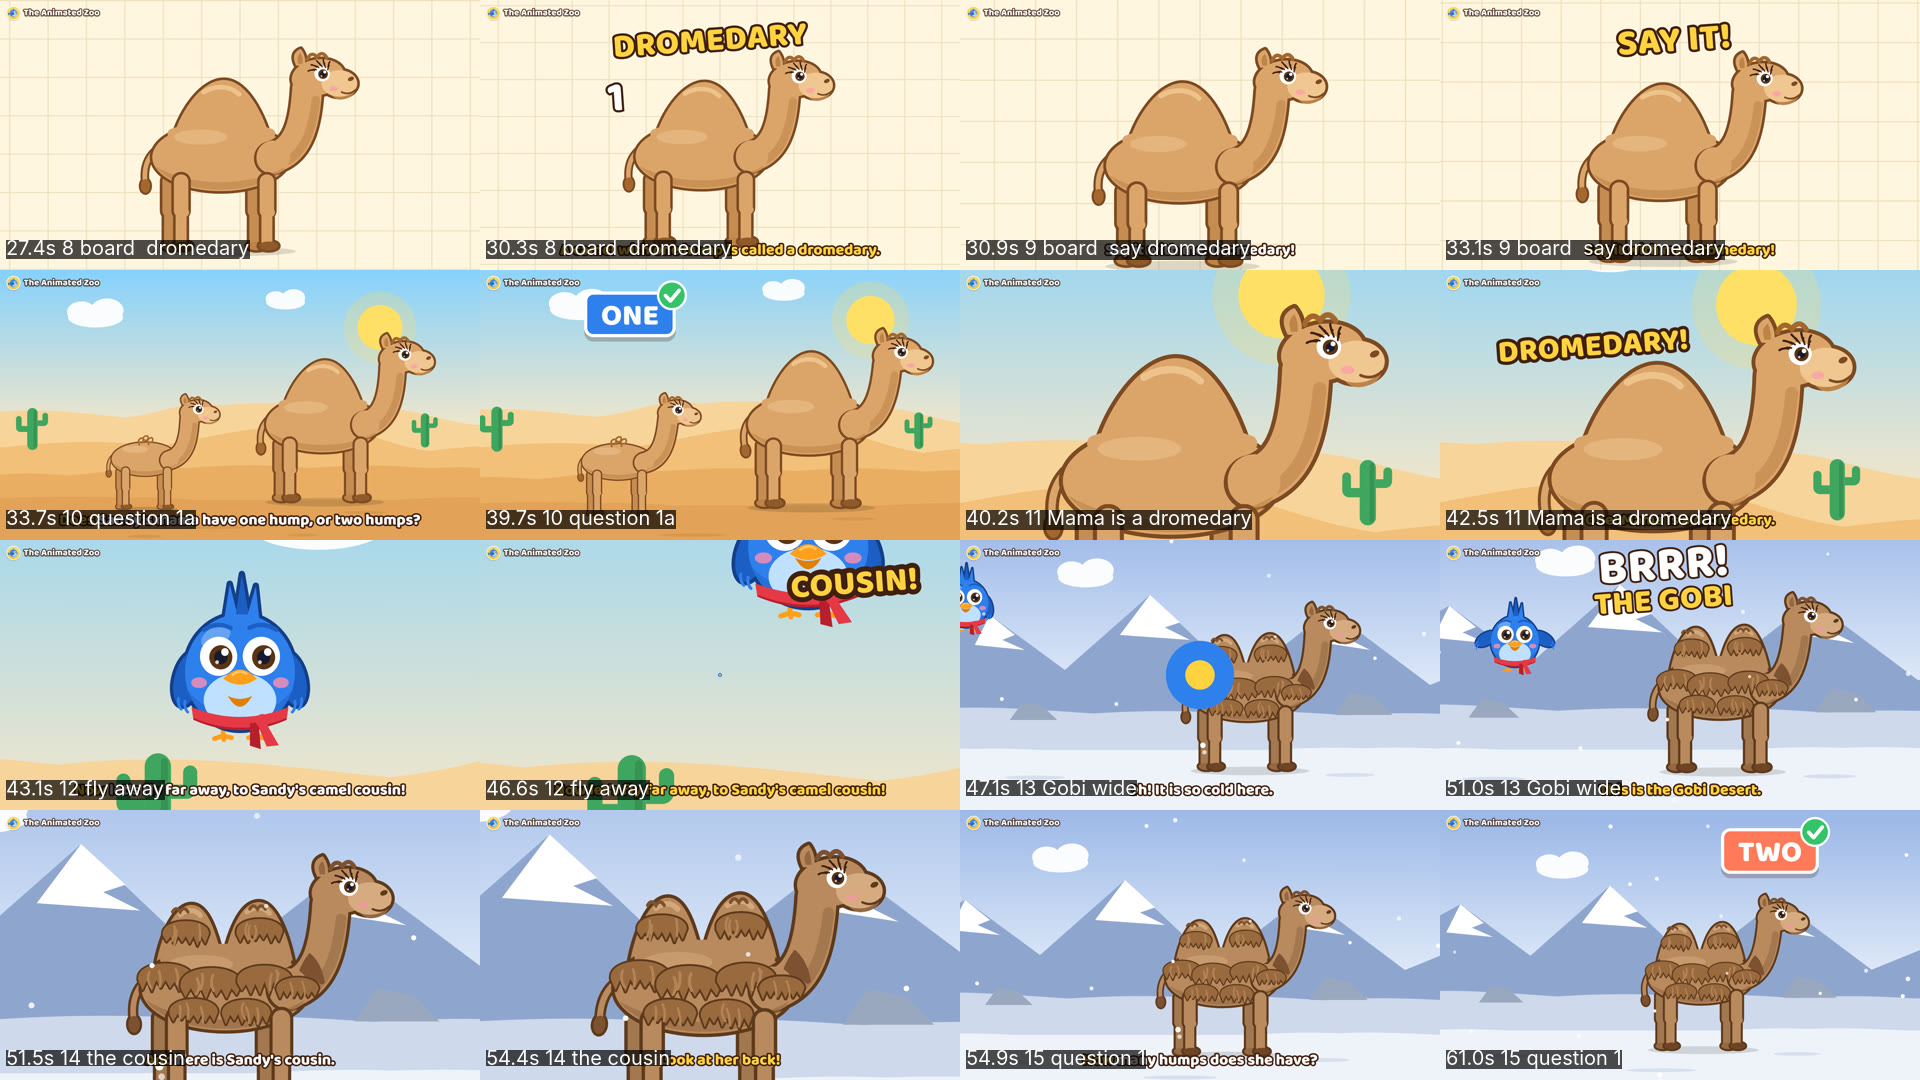 The Animated Zoo
27.4s 8 board dromedary
The Animated Zoo
DROMEDARY
1
30.3s 8 board dromedary
s called a dromedary.
The Animated Zoo
30.9s 9 board say dromedary
edary!
The Animated Zoo
SAY IT!
33.1s 9 board say dromedary
medary!
The Animated Zoo
33.7s 10 question 1a
have one hump, or two humps?
The Animated Zoo
ONE
39.7s 10 question 1a
The Animated Zoo
40.2s 11 Mama is a dromedary
The Animated Zoo
DROMEDARY!
42.5s 11 Mama is a dromedary
edary.
The Animated Zoo
43.1s 12 fly away
far away, to Sandy's camel cousin!
The Animated Zoo
COUSIN!
46.6s 12 fly away
far away, to Sandy's camel cousin!
The Animated Zoo
47.1s 13 Gobi wide
h! It is so cold here.
The Animated Zoo
BRRR!
THE GOBI
51.0s 13 Gobi wide
s is the Gobi Desert.
The Animated Zoo
51.5s 14 the cousin
ere is Sandy's cousin.
The Animated Zoo
54.4s 14 the cousin
ook at her back!
The Animated Zoo
54.9s 15 question 1
y humps does she have?
The Animated Zoo
TWO
61.0s 15 question 1